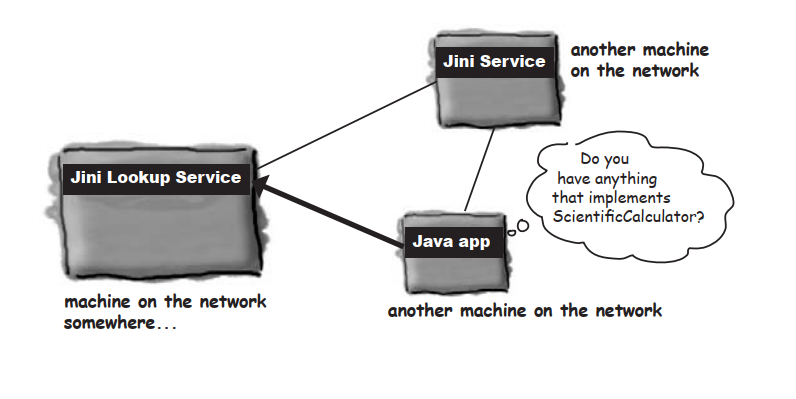 Jini Service
another machine
on the network
Jini Lookup Service
Do you
have anything
that implements
ScientificCalculator?
Java app
machine on the network
somewhere...
another machine on the network